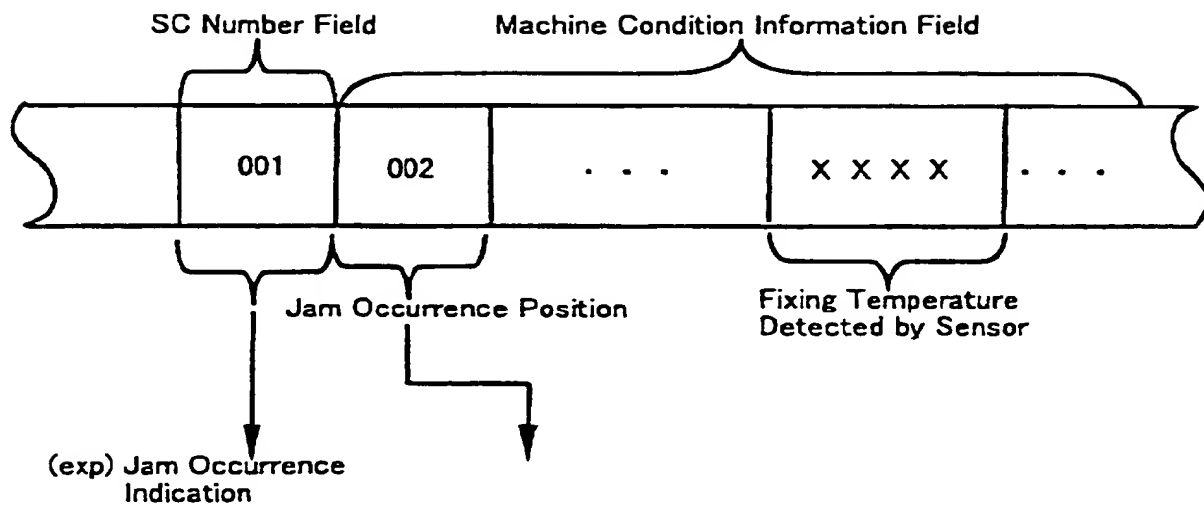 SC Number Field
Machine Condition Information Field
001
002
. . .
X X X X
. . .
Jam Occurrence Position
Fixing Temperature
Detected by Sensor
(exp) Jam Occurrence
Indication